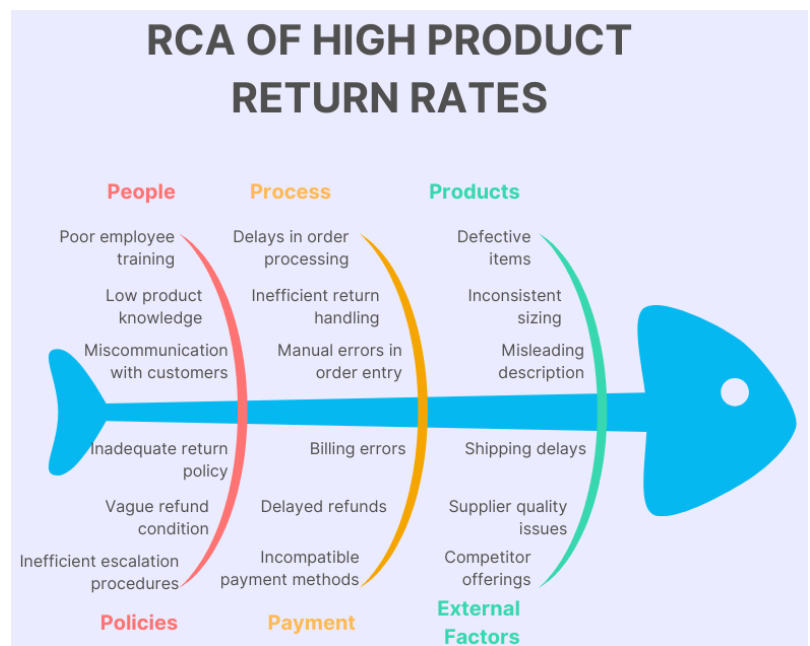 RCA OF HIGH PRODUCT
RETURN RATES
People
Poor employee
training
Low product
knowledge
Miscommunication
with customers
Process
Delays in order
processing
Inefficient return
handling
Manual errors in
order entry
Products
Defective
items
Inconsistent
sizing
Misleading
description
Inadequate return
policy
Vague refund
condition
Inefficient escalation
procedures
Policies
Billing errors
Delayed refunds
Incompatible
payment methods
Payment
Shipping delays
Supplier quality
issues
Competitor
offerings
External
Factors